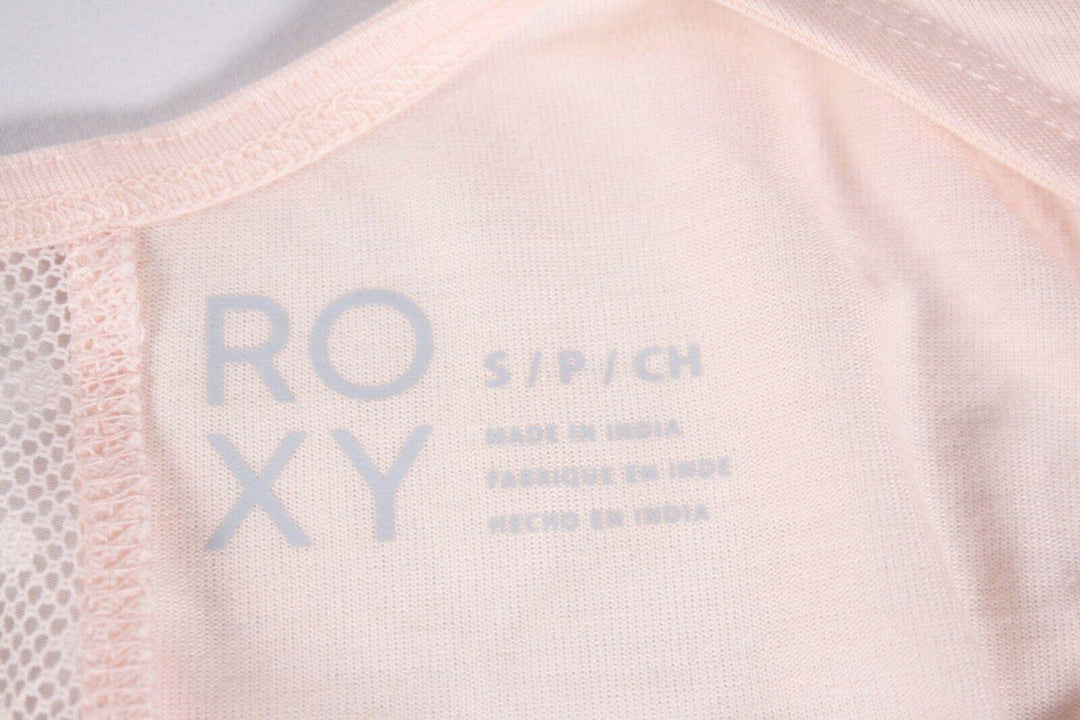 RO
XY
S / P / CH
MADE IN INDIA
FABRIQUE EN INDE
HECHO EN INDIA